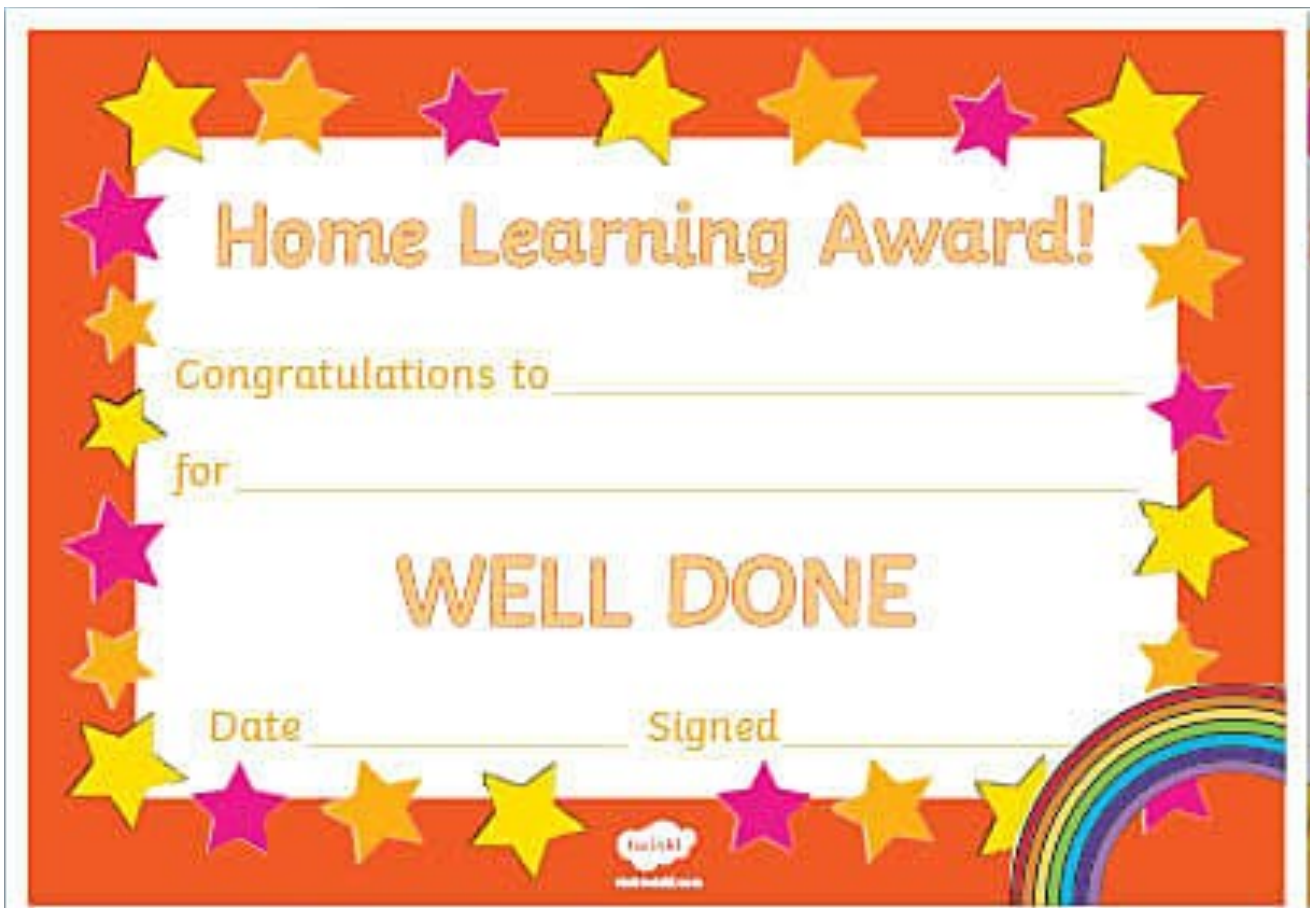 Home Learning Award!
Congratulations to
for
WELL DONE
Date Signed
twinkl